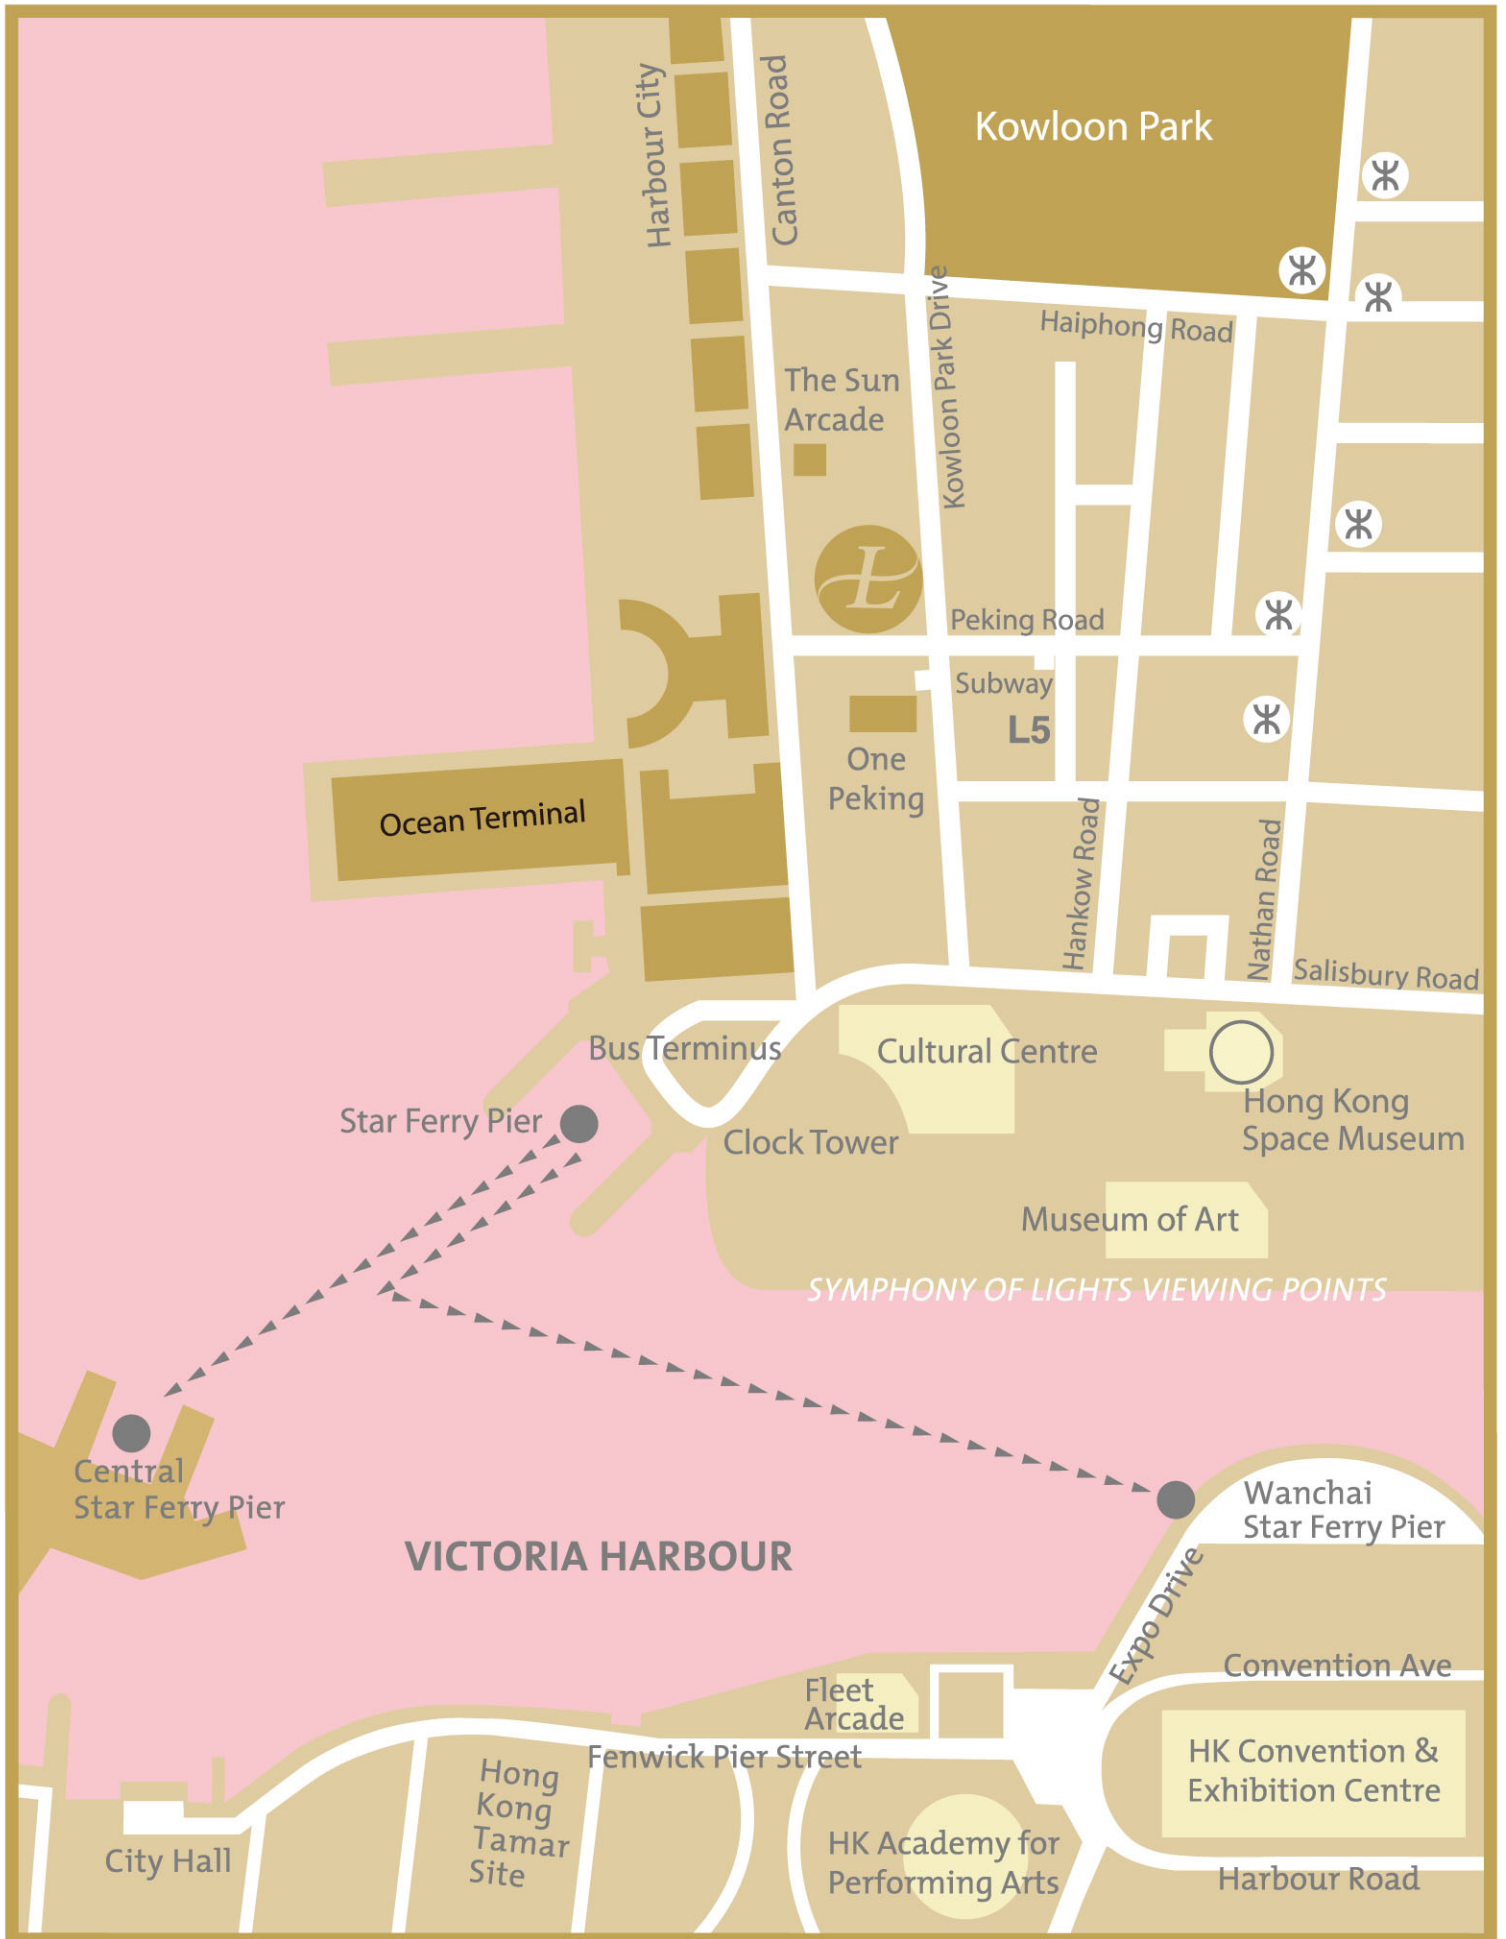 Harbour City
Canton Road
Kowloon Park
Haiphong Road
Kowloon Park Drive
The Sun
Arcade
L
Peking Road
Subway
L5
One
Peking
Ocean Terminal
Hankow Road
Nathan Road
Salisbury Road
Bus Terminus
Cultural Centre
Star Ferry Pier
Clock Tower
Hong Kong
Space Museum
Museum of Art
SYMPHONY OF LIGHTS VIEWING POINTS
Central
Star Ferry Pier
VICTORIA HARBOUR
Wanchai
Star Ferry Pier
Expo Drive
Convention Ave
Fleet
Arcade
Fenwick Pier Street
HK Convention &
Exhibition Centre
Hong
Kong
Tamar
Site
City Hall
HK Academy for
Performing Arts
Harbour Road